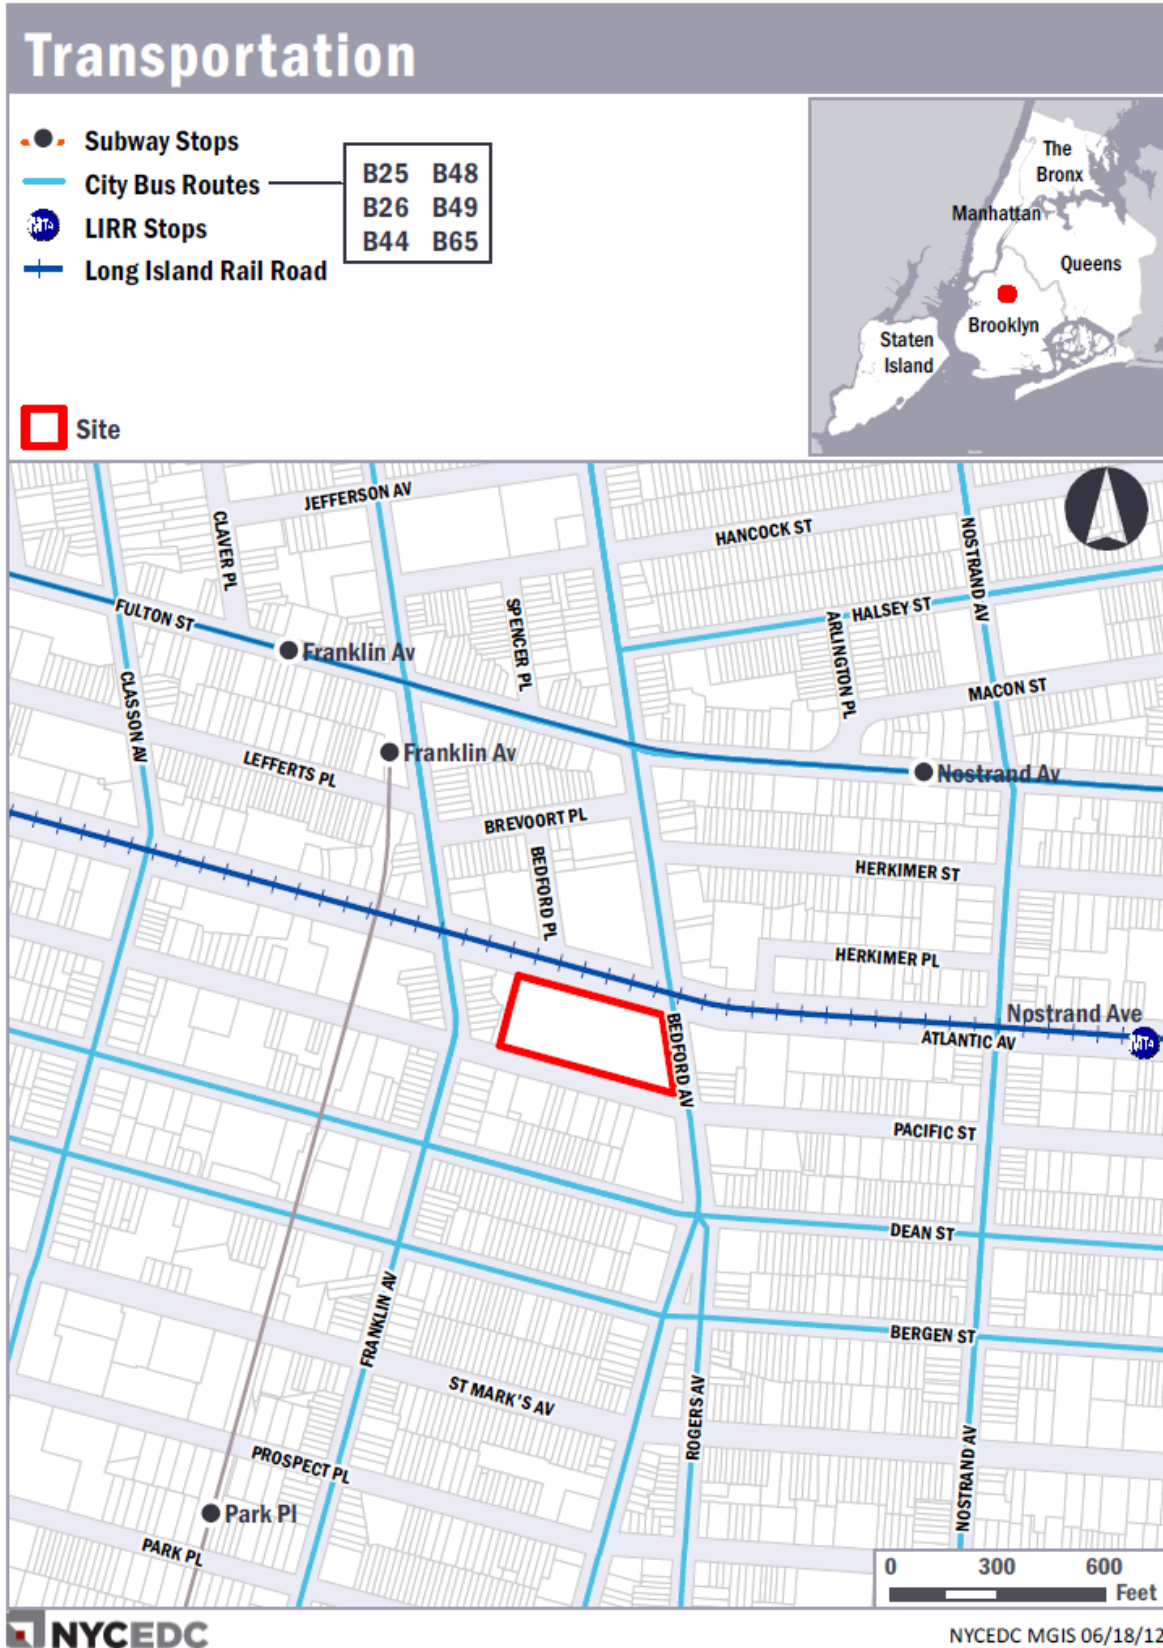 Transportation
Subway Stops
City Bus Routes
B25 B48
B26 B49
B44 B65
LIRR Stops
Long Island Rail Road
Site
The
Bronx
Manhattan
Queens
Brooklyn
Staten
Island
JEFFERSON AV
CLAVER PL
HANCOCK ST
NOSTRAND AV
FULTON ST
SPENCER PL
HALSEY ST
ARLINGTON PL
Franklin Av
CLASSON AV
MACON ST
LEFFERTS PL
Franklin Av
Nostrand Av
BREVOORT PL
BEDFORD PL
HERKIMER ST
HERKIMER PL
Nostrand Ave
MTA
BEDFORD AV
ATLANTIC AV
PACIFIC ST
DEAN ST
FRANKLIN AV
BERGEN ST
ST MARK'S AV
ROGERS AV
NOSTRAND AV
PROSPECT PL
Park Pl
PARK PL
0 300 600
Feet
NYCEDC
NYCEDC MGIS 06/18/12